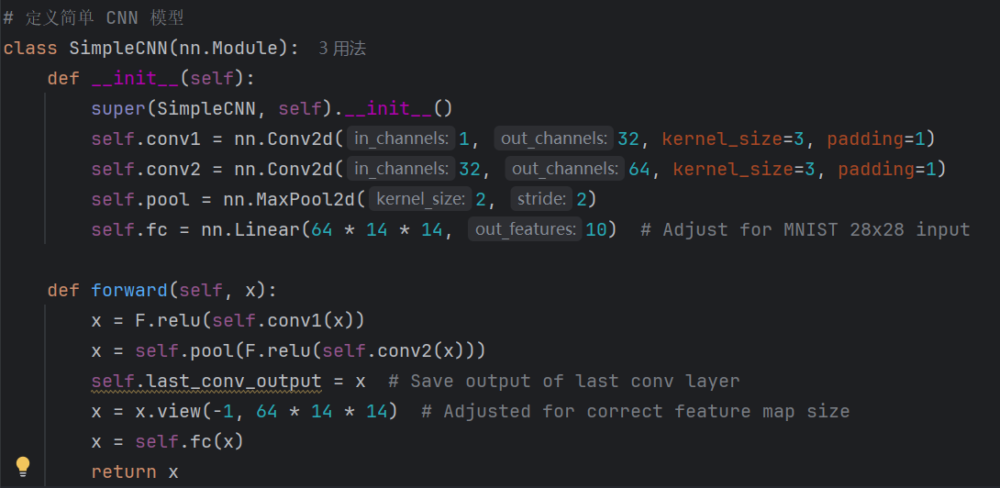 # 定义简单 CNN 模型
class SimpleCNN(nn.Module):  3 用法
    def __init__(self):
        super(SimpleCNN, self).__init__()
        self.conv1 = nn.Conv2d( in_channels: 1,  out_channels: 32, kernel_size=3, padding=1)
        self.conv2 = nn.Conv2d( in_channels: 32,  out_channels: 64, kernel_size=3, padding=1)
        self.pool = nn.MaxPool2d( kernel_size: 2,  stride: 2)
        self.fc = nn.Linear(64 * 14 * 14,  out_features: 10)  # Adjust for MNIST 28x28 input
    def forward(self, x):
        x = F.relu(self.conv1(x))
        x = self.pool(F.relu(self.conv2(x)))
        self.last_conv_output = x  # Save output of last conv layer
        x = x.view(-1, 64 * 14 * 14)  # Adjusted for correct feature map size
        x = self.fc(x)
        return x